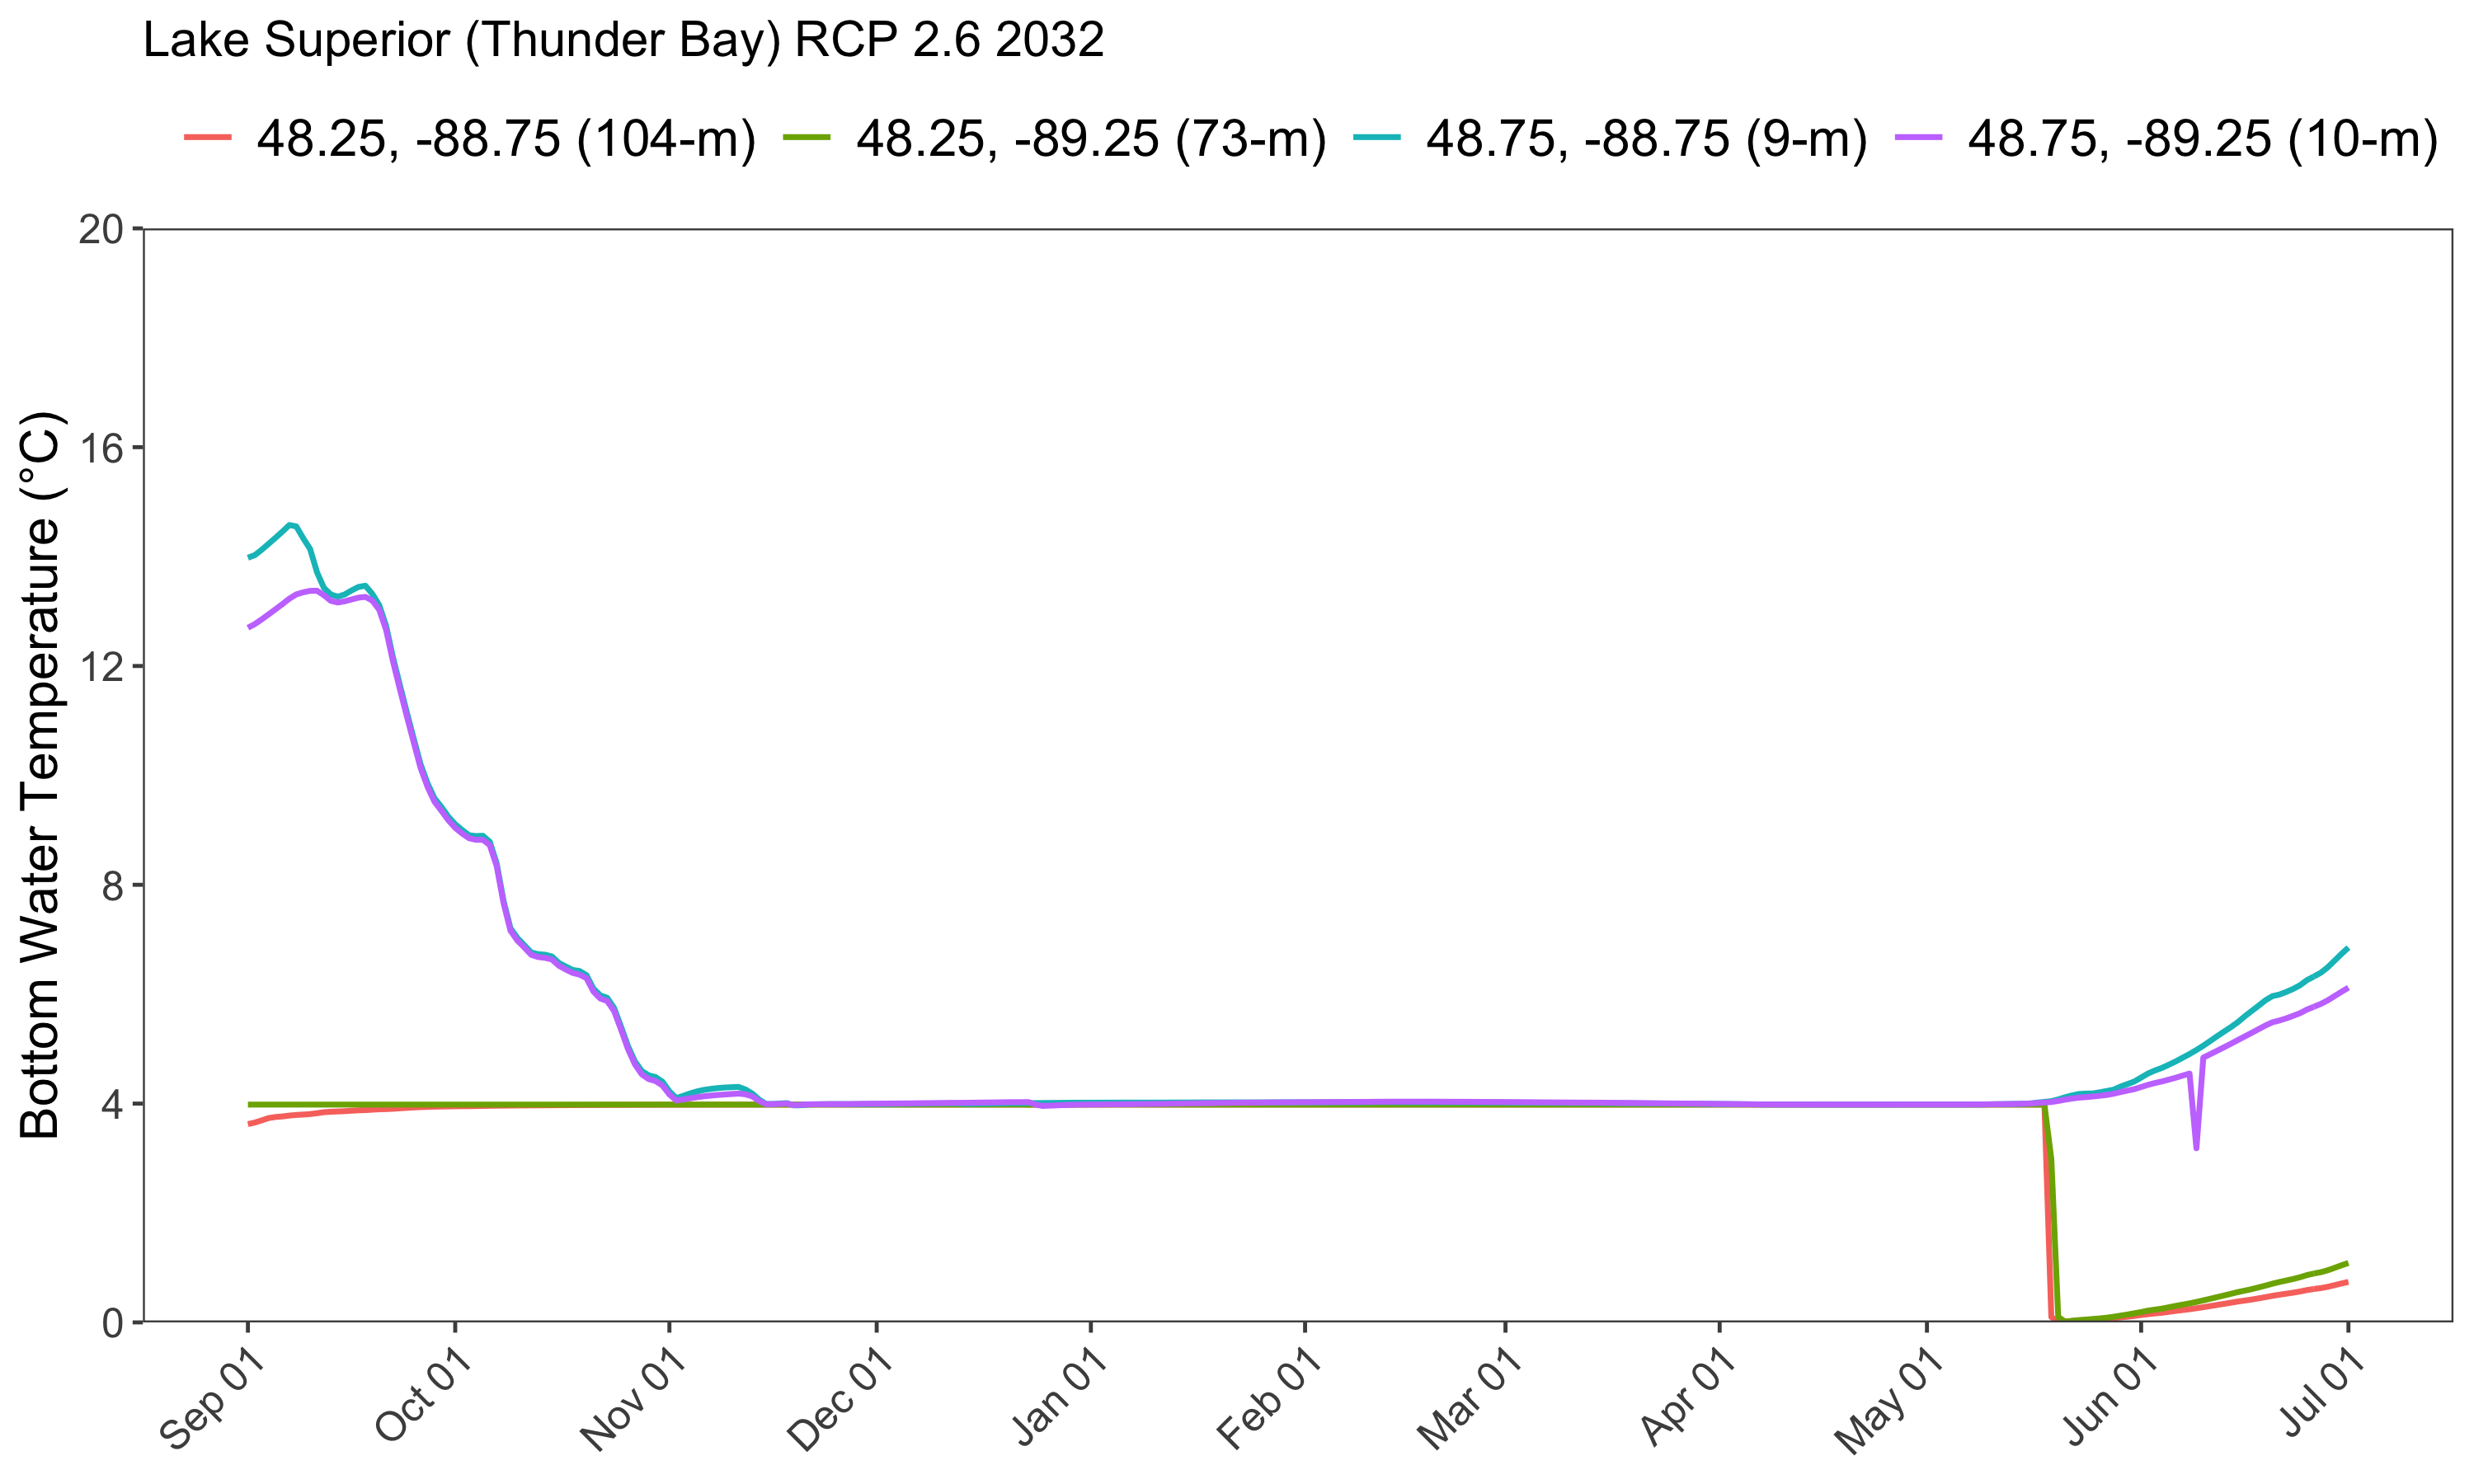 Lake Superior (Thunder Bay) RCP 2.6 2032
48.25, -88.75 (104-m) 48.25, -89.25 (73-m) 48.75, -88.75 (9-m) 48.75, -89.25 (10-m)
Bottom Water Temperature (°C)
20
16
12
8
4
0
Sep 01 Oct 01 Nov 01 Dec 01 Jan 01 Feb 01 Mar 01 Apr 01 May 01 Jun 01 Jul 01